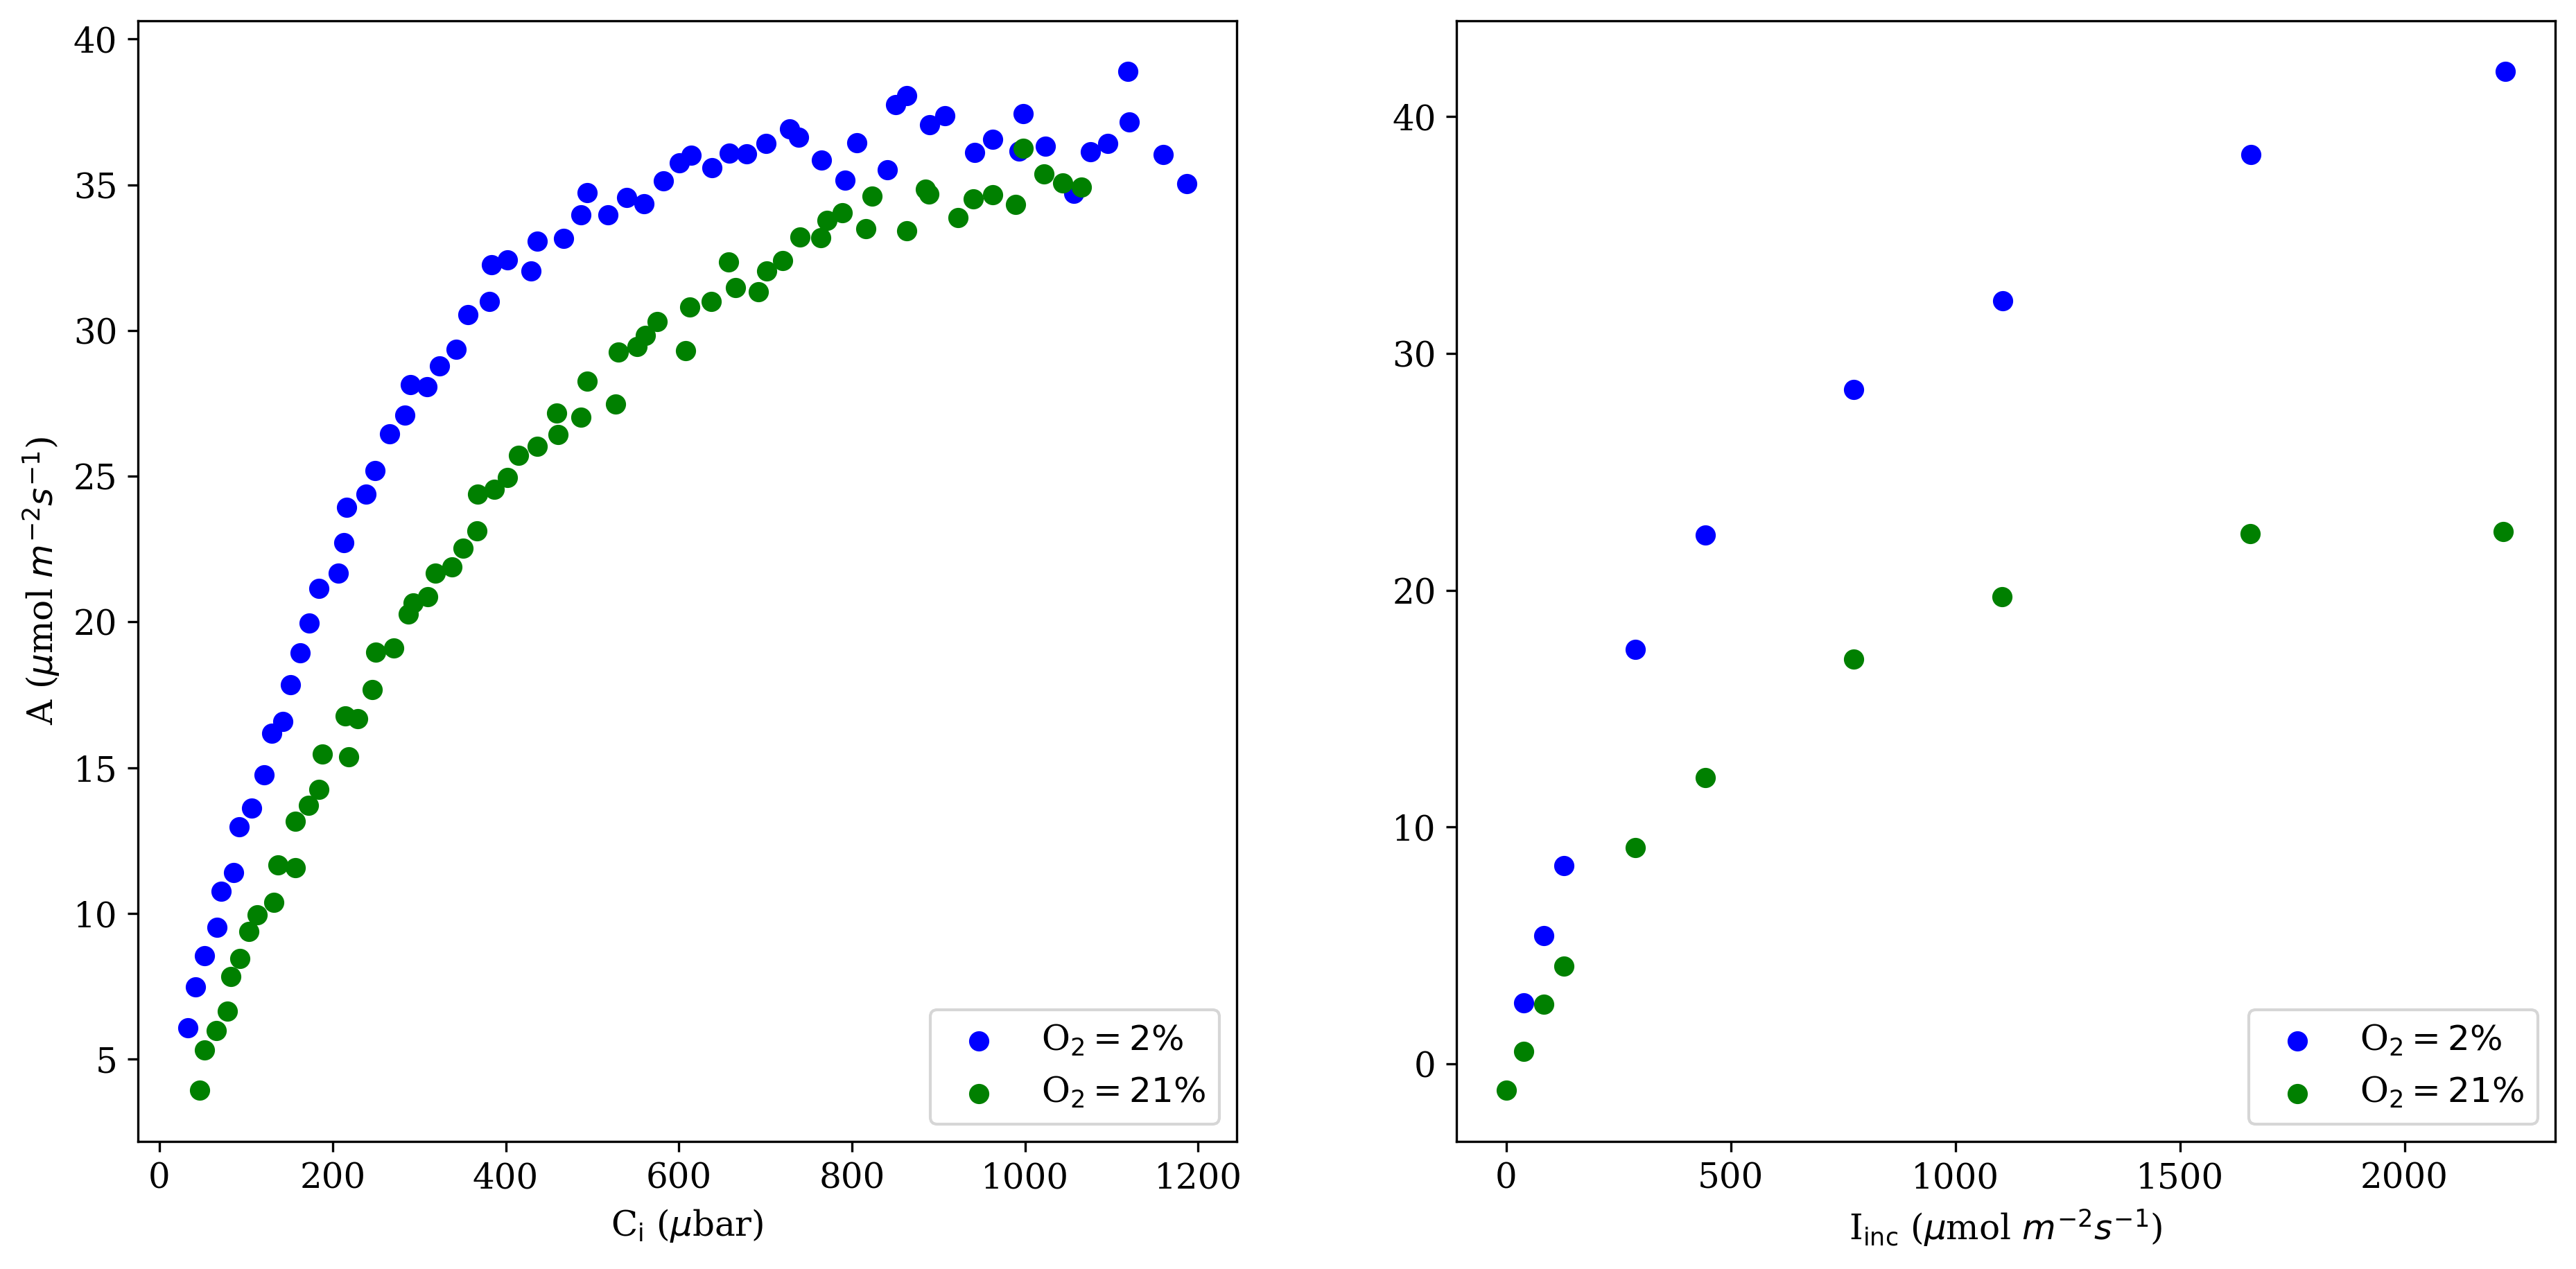 40
35
30
25
20
15
10
5
A (μmol m⁻²s⁻¹)
0 200 400 600 800 1000 1200
Cᵢ (μbar)
O₂ = 2%
O₂ = 21%
40
30
20
10
0
0 500 1000 1500 2000
I_inc (μmol m⁻²s⁻¹)
O₂ = 2%
O₂ = 21%